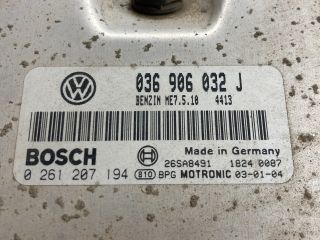 036 906 032 J
BENZIN ME7.5.10 4413
BOSCH
Made in Germany
26SA8491 1824 0087
0 261 207 194 810 BPG MOTRONIC 03-01-04